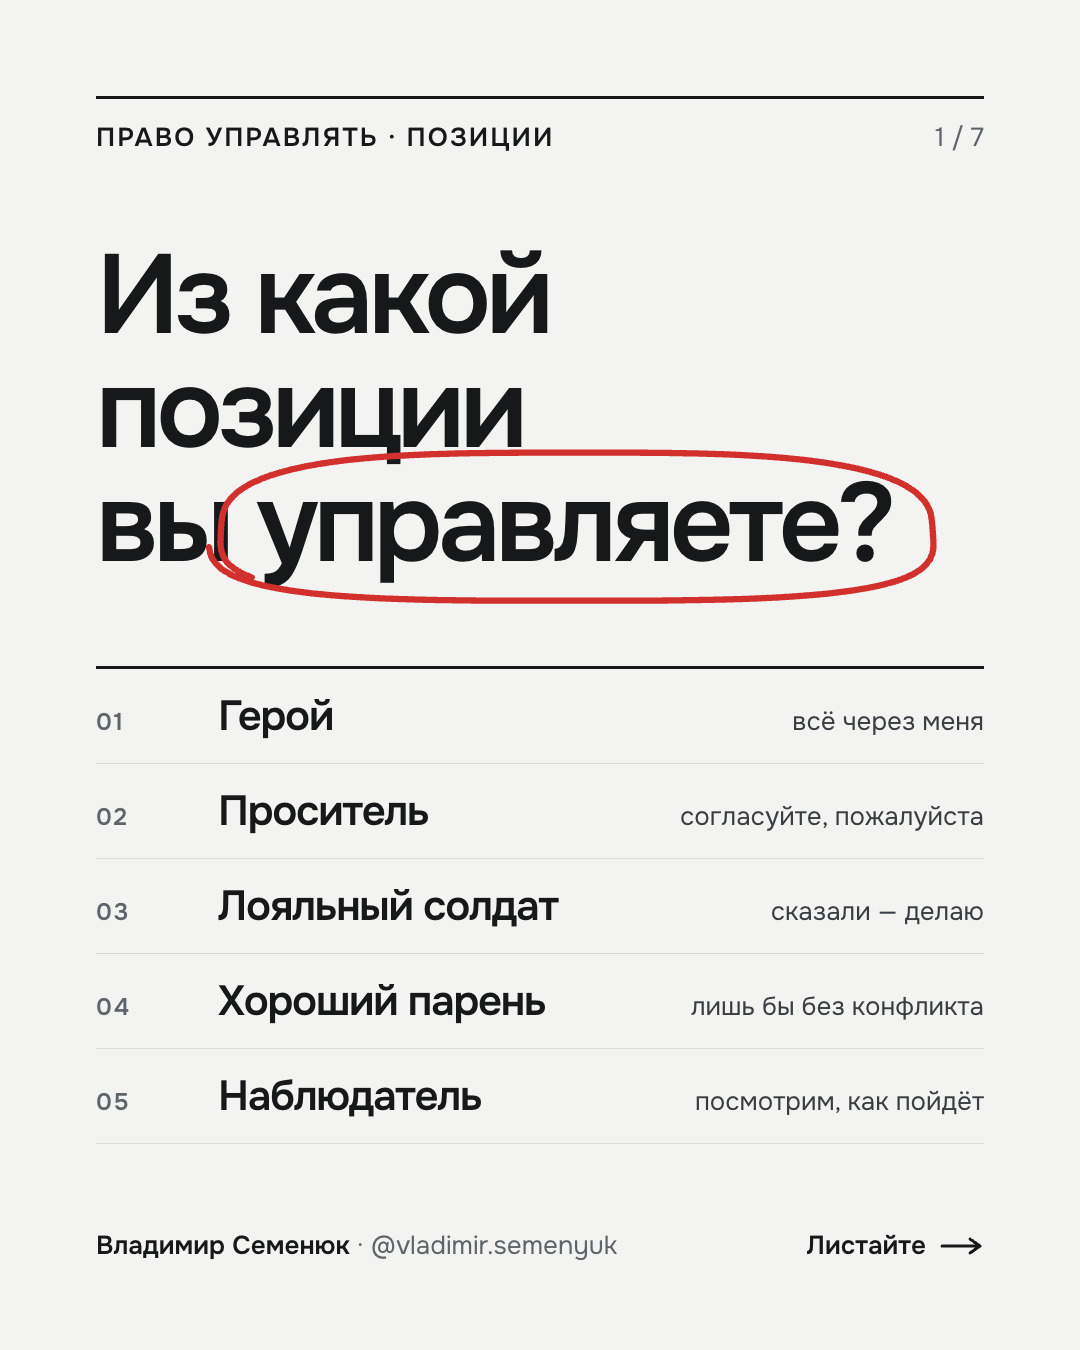 ПРАВО УПРАВЛЯТЬ · ПОЗИЦИИ 1 / 7
Из какой
позиции
вы управляете?
01 Герой всё через меня
02 Проситель согласуйте, пожалуйста
03 Лояльный солдат сказали — делаю
04 Хороший парень лишь бы без конфликта
05 Наблюдатель посмотрим, как пойдёт
Владимир Семенюк · @vladimir.semenyuk Листайте →